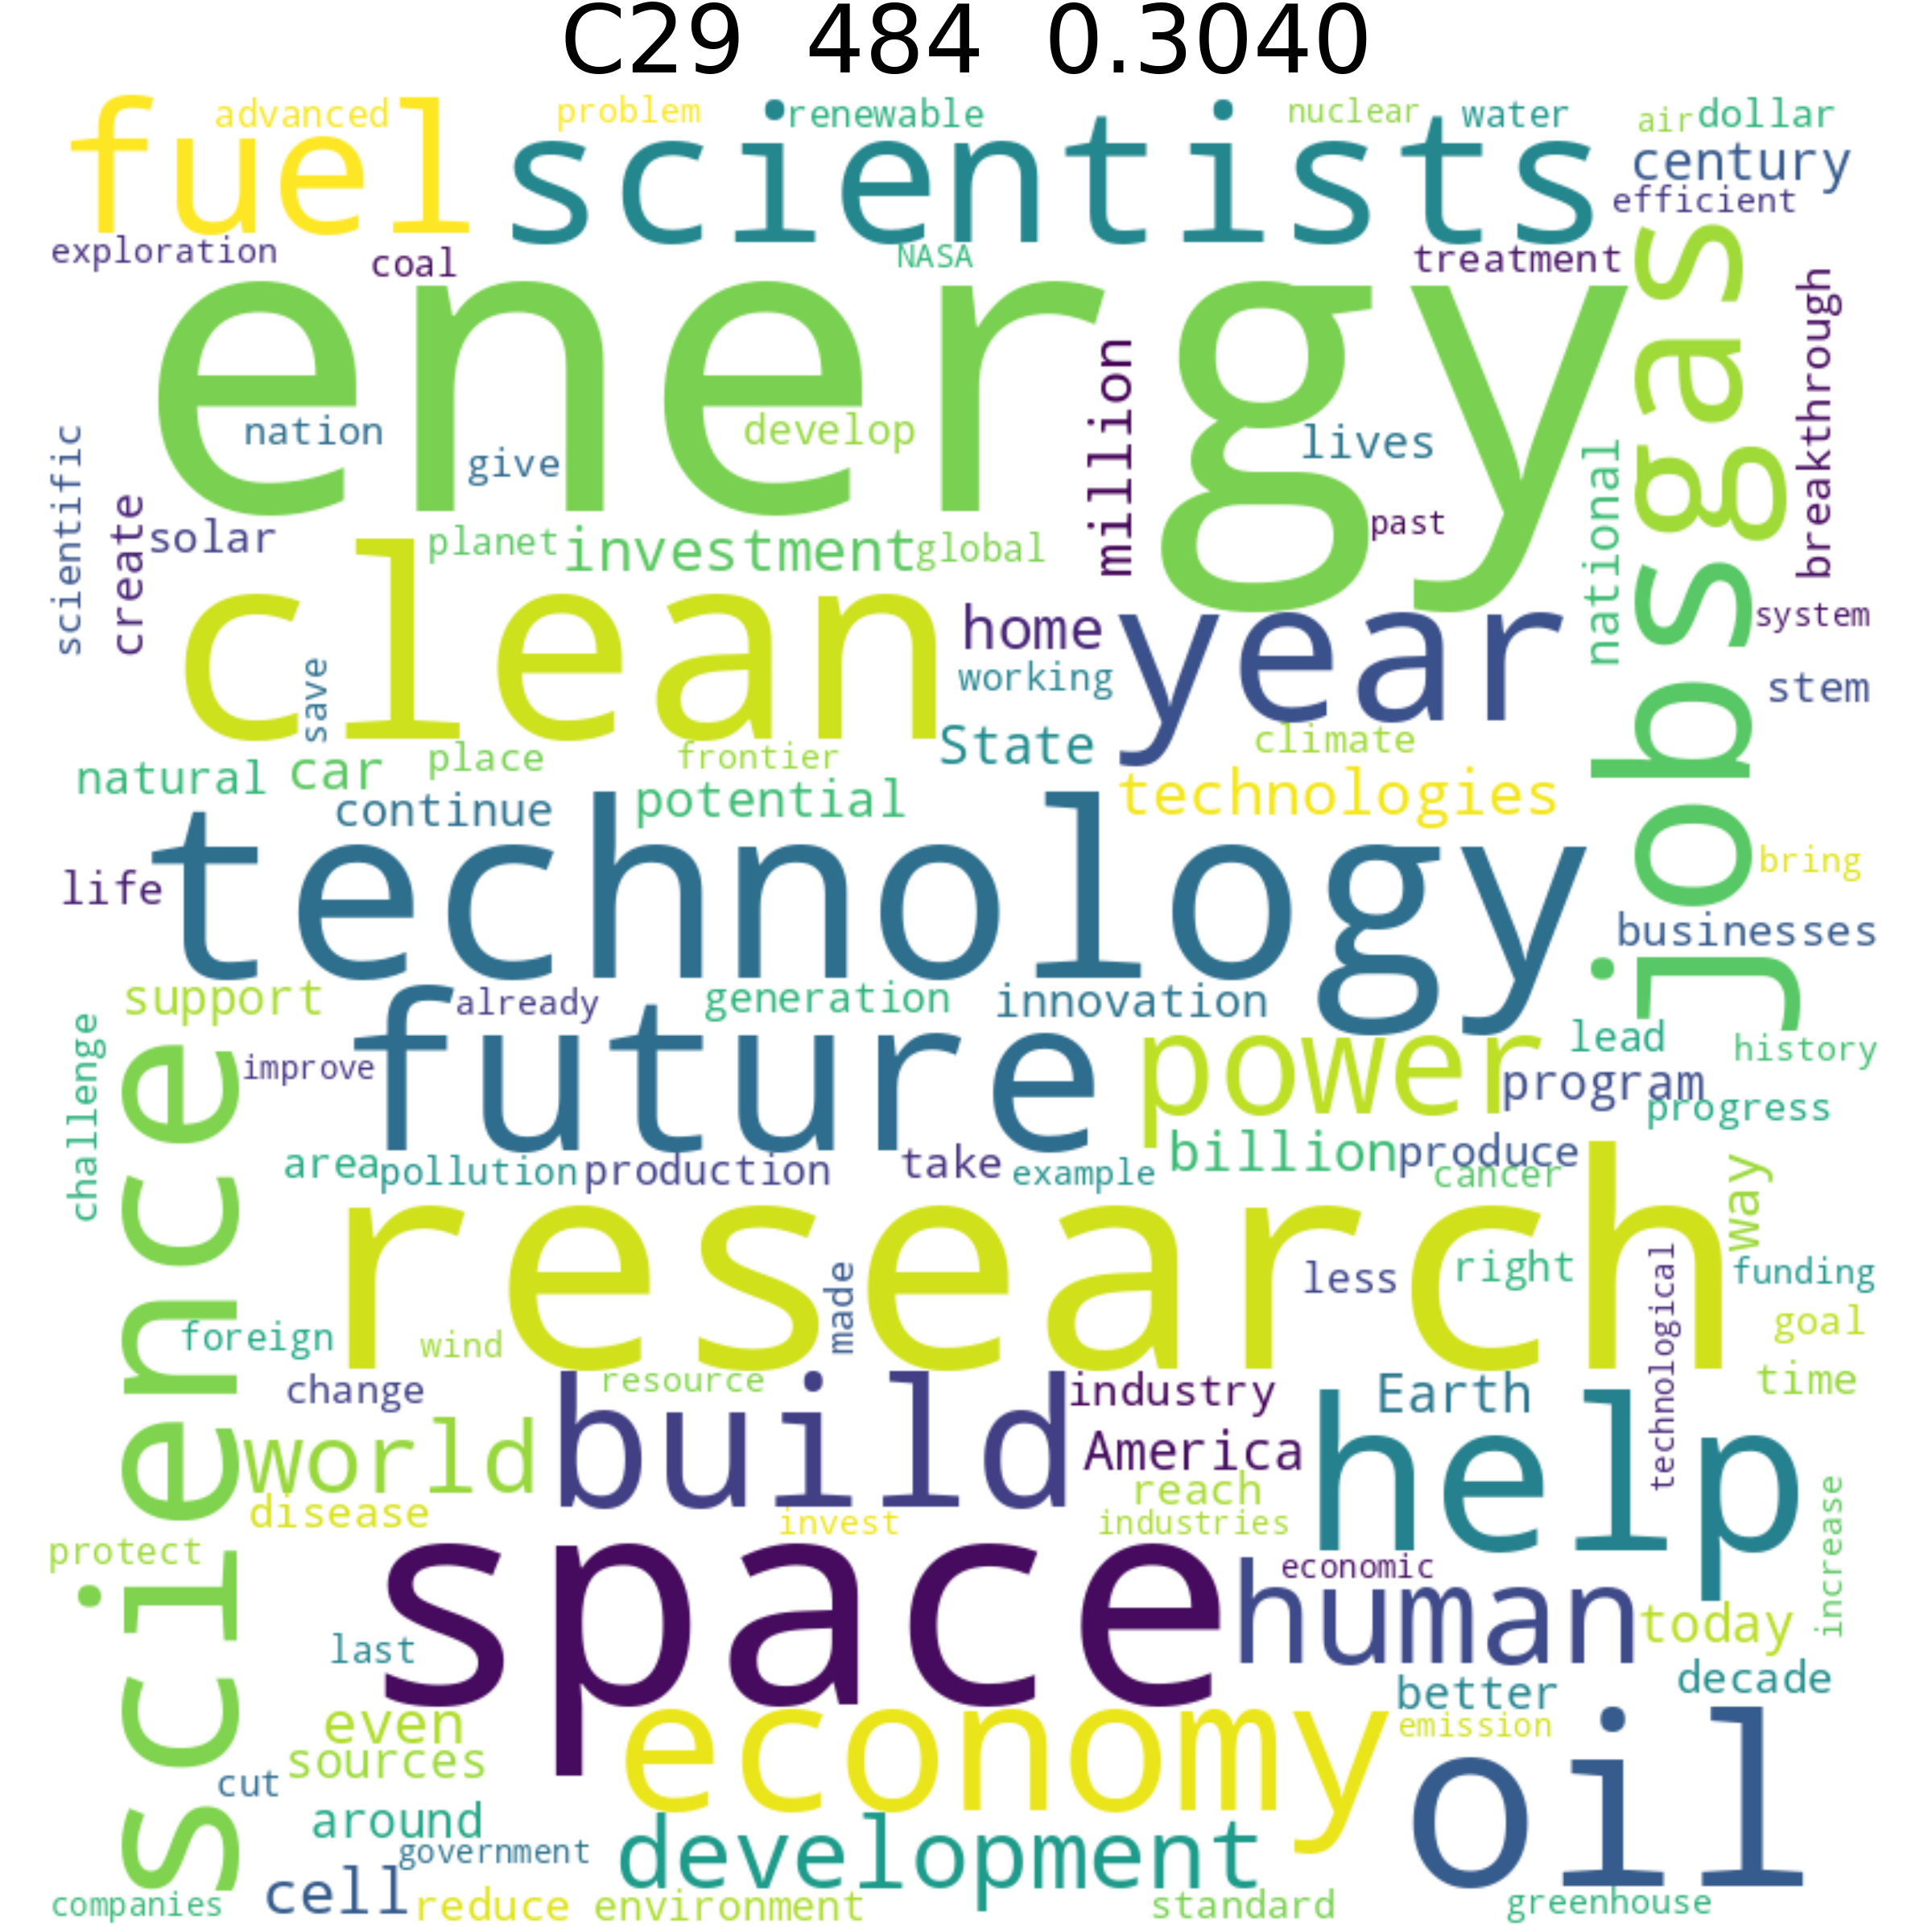 C29 484 0.3040
advanced problem renewable nuclear water air dollar
fuel scientists century
efficient
exploration coal NASA treatment
energy gas breakthrough
million
nation give develop lives
scientific create solar national
planet investment global past
clean home year system
save working stem
State climate
natural car place frontier
continue potential technologies
jobs
technology
life bring
businesses
support already generation innovation
future power lead history
challenge improve program
progress
area pollution production take example billion produce
cancer way
research
science made less right technological funding
foreign wind goal
change resource industry Earth time
world build America help
reach
disease invest industries increase
protect economic
space human today
last better decade
even economy emission oil
sources
cut
around development
government
cell
companies reduce environment standard greenhouse